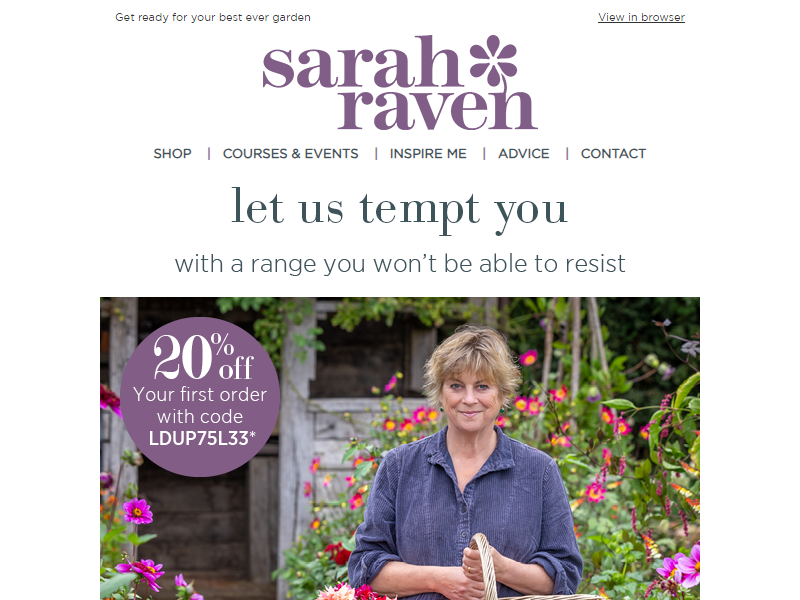 Get ready for your best ever garden
View in browser
sarah
raven
SHOP | COURSES & EVENTS | INSPIRE ME | ADVICE | CONTACT
let us tempt you
with a range you won't be able to resist
20% off
Your first order
with code
LDUP75L33*